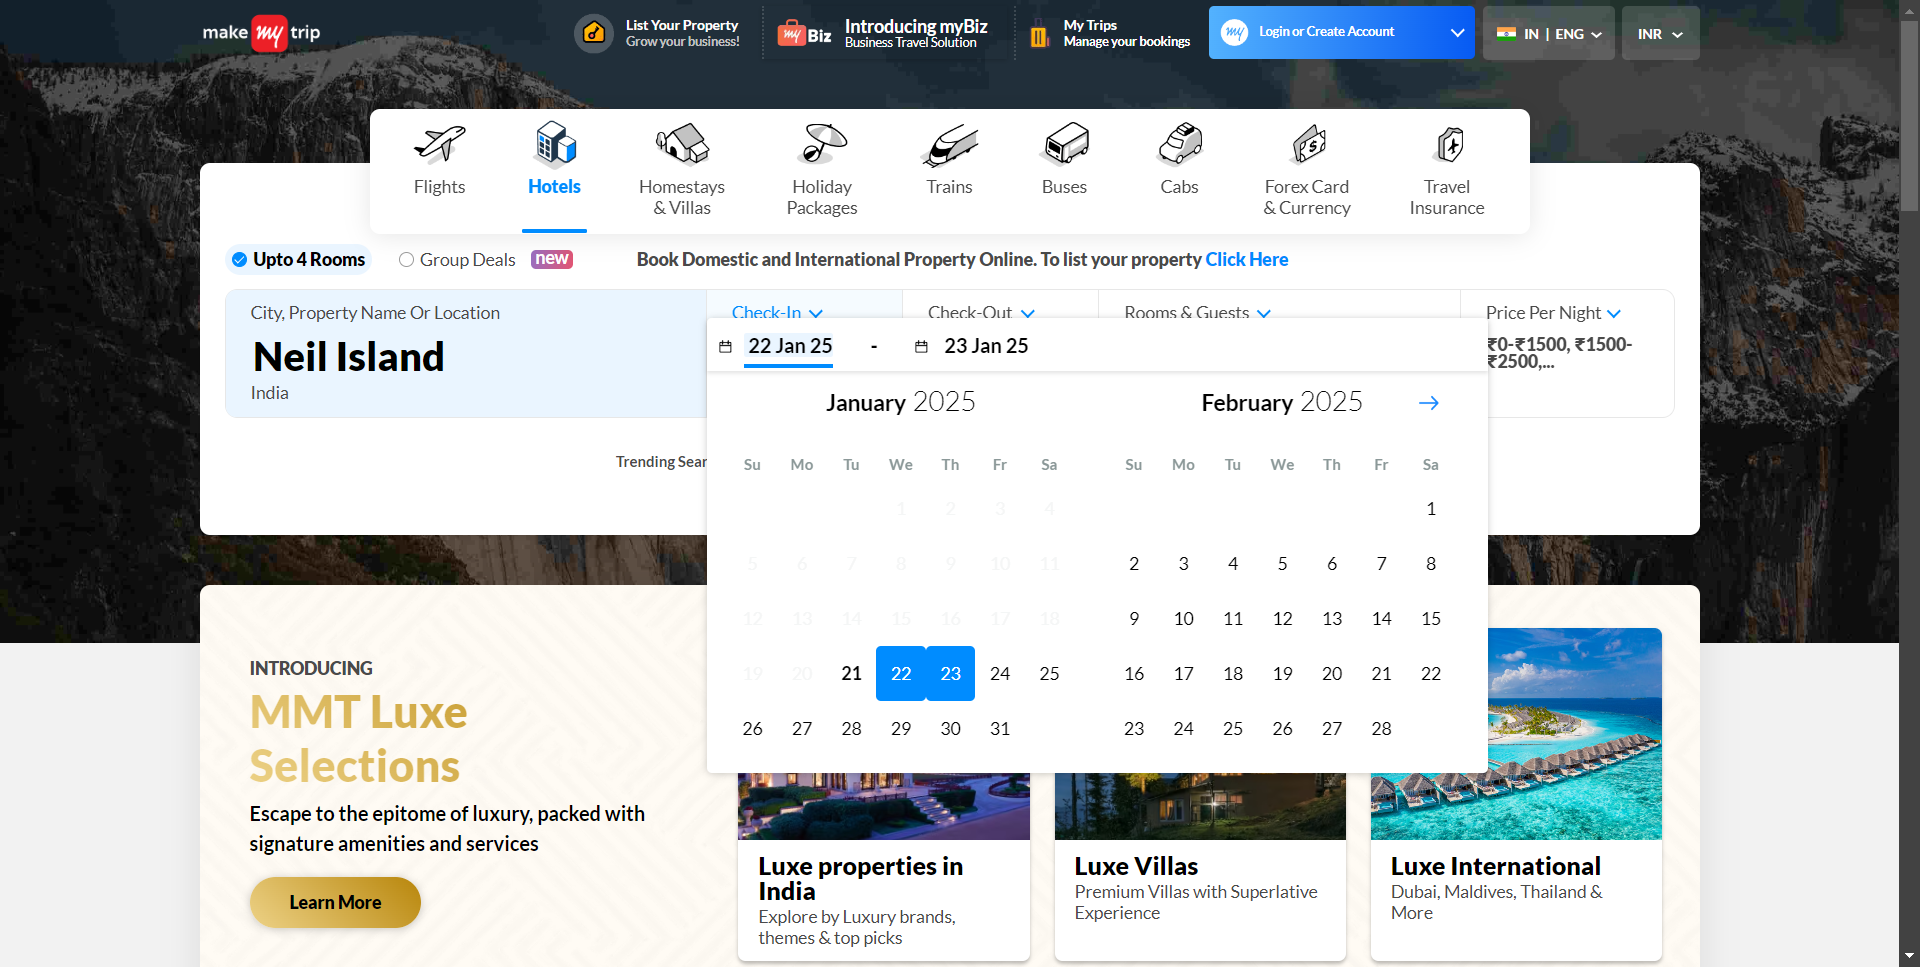 make my trip
List Your Property
Grow your business!
my Biz
Introducing myBiz
Business Travel Solution
My Trips
Manage your bookings
my Login or Create Account
IN | ENG
INR
Flights
Hotels
Homestays
& Villas
Holiday
Packages
Trains
Buses
Cabs
Forex Card
& Currency
Travel
Insurance
Upto 4 Rooms
Group Deals
new
Book Domestic and International Property Online. To list your property Click Here
City, Property Name Or Location
Neil Island
India
Check-In
Check-Out
Rooms & Guests
Price Per Night
₹0-₹1500, ₹1500-
₹2500,...
22 Jan 25 - 23 Jan 25
Trending Sear
January 2025
Su Mo Tu We Th Fr Sa
1 2 3 4
5 6 7 8 9 10 11
12 13 14 15 16 17 18
19 20 21 22 23 24 25
26 27 28 29 30 31
February 2025
Su Mo Tu We Th Fr Sa
1
2 3 4 5 6 7 8
9 10 11 12 13 14 15
16 17 18 19 20 21 22
23 24 25 26 27 28
INTRODUCING
MMT Luxe
Selections
Escape to the epitome of luxury, packed with
signature amenities and services
Learn More
Luxe properties in
India
Explore by Luxury brands,
themes & top picks
Luxe Villas
Premium Villas with Superlative
Experience
Luxe International
Dubai, Maldives, Thailand &
More